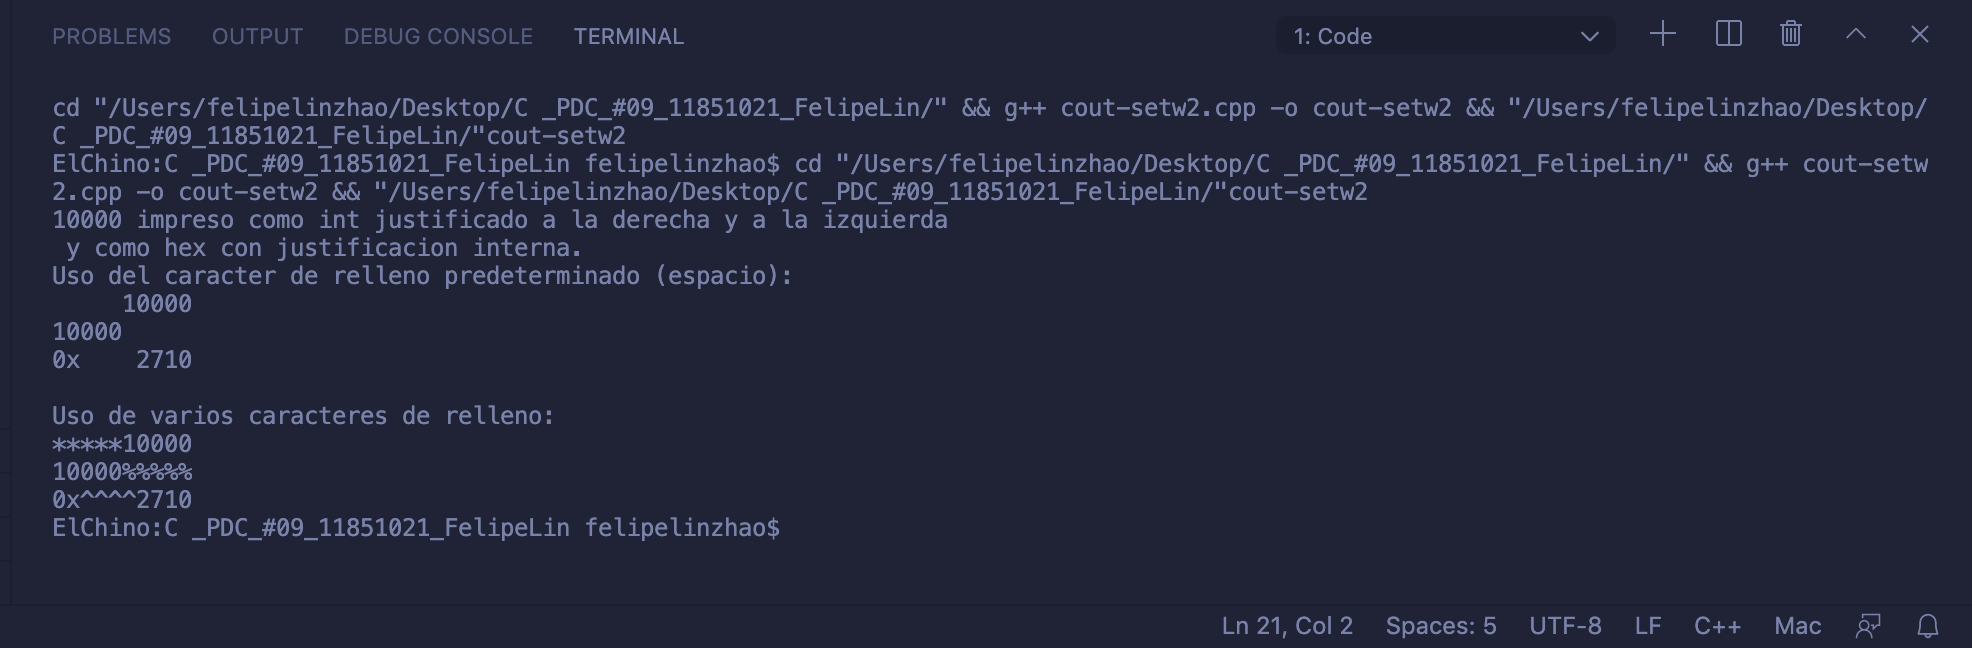 PROBLEMS OUTPUT DEBUG CONSOLE TERMINAL 1: Code
cd "/Users/felipelinzhao/Desktop/C _PDC_#09_11851021_FelipeLin/" && g++ cout-setw2.cpp -o cout-setw2 && "/Users/felipelinzhao/Desktop/
C _PDC_#09_11851021_FelipeLin/"cout-setw2
ElChino:C _PDC_#09_11851021_FelipeLin felipelinzhao$ cd "/Users/felipelinzhao/Desktop/C _PDC_#09_11851021_FelipeLin/" && g++ cout-setw
2.cpp -o cout-setw2 && "/Users/felipelinzhao/Desktop/C _PDC_#09_11851021_FelipeLin/"cout-setw2
10000 impreso como int justificado a la derecha y a la izquierda
 y como hex con justificacion interna.
Uso del caracter de relleno predeterminado (espacio):
     10000
10000
0x    2710

Uso de varios caracteres de relleno:
*****10000
10000%%%%%
0x^^^^2710
ElChino:C _PDC_#09_11851021_FelipeLin felipelinzhao$
Ln 21, Col 2 Spaces: 5 UTF-8 LF C++ Mac